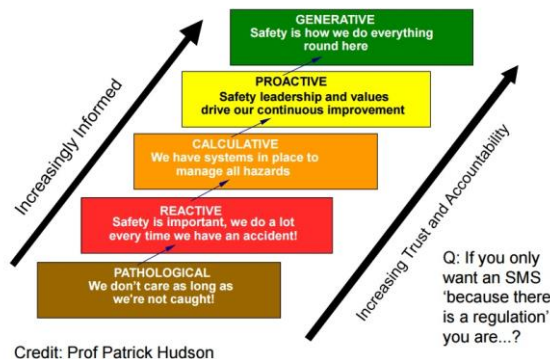 GENERATIVE
Safety is how we do everything
round here
PROACTIVE
Safety leadership and values
drive our continuous improvement
CALCULATIVE
We have systems in place to
manage all hazards
REACTIVE
Safety is important, we do a lot
every time we have an accident!
PATHOLOGICAL
We don't care as long as
we're not caught!
Increasingly Informed
Increasing Trust and Accountability
Q: If you only
want an SMS
'because there
is a regulation'
you are...?
Credit: Prof Patrick Hudson